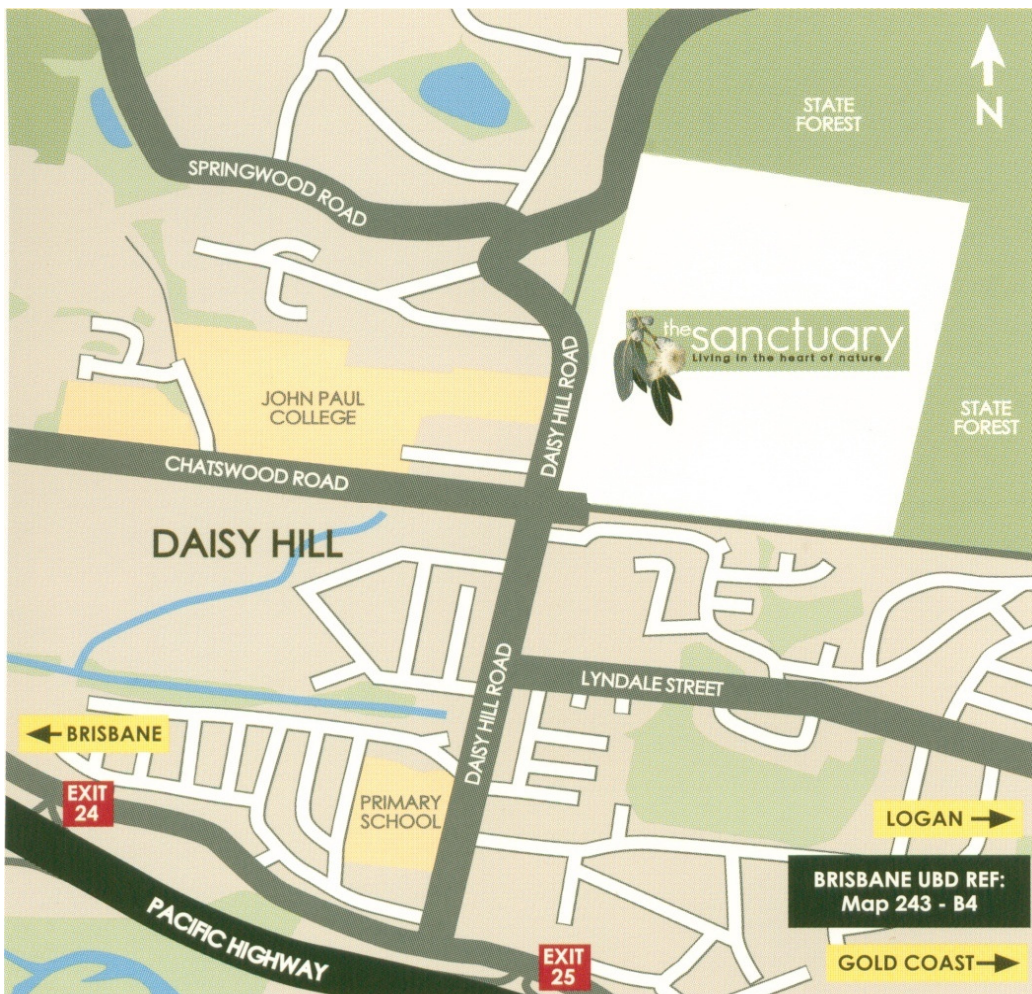 N
STATE
FOREST
SPRINGWOOD ROAD
the sanctuary
Living in the heart of nature
DAISY HILL ROAD
JOHN PAUL
COLLEGE
STATE
FOREST
CHATSWOOD ROAD
DAISY HILL
LYNDALE STREET
DAISY HILL ROAD
BRISBANE
EXIT
24
PRIMARY
SCHOOL
LOGAN
BRISBANE UBD REF:
Map 243 - B4
PACIFIC HIGHWAY
EXIT
25
GOLD COAST